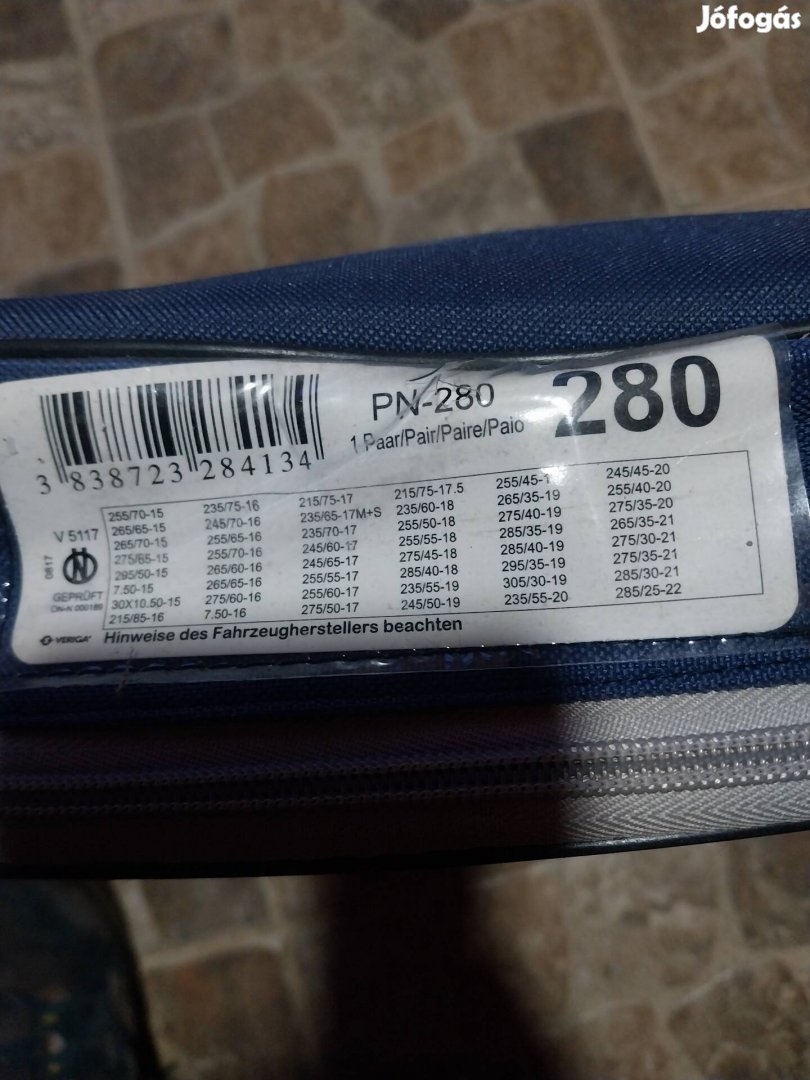 Jófogás
PN-280
280
1 Paar/Pair/Paire/Paio
3 838723 284134
V 5117
0817
GEPRÜFT
ON-N 000189
VERIGA
255/70-15 235/75-16 215/75-17 215/75-17.5 255/45-1 245/45-20
265/65-15 245/70-16 235/65-17M+S 235/60-18 265/35-19 255/40-20
265/70-15 255/65-16 235/70-17 255/50-18 275/40-19 275/35-20
275/65-15 255/70-16 245/60-17 255/55-18 285/35-19 265/35-21
295/50-15 265/60-16 245/65-17 275/45-18 285/40-19 275/30-21
7.50-15 265/65-16 255/55-17 285/40-18 295/35-19 275/35-21
30X10.50-15 275/60-16 255/60-17 235/55-19 305/30-19 285/30-21
215/85-16 7.50-16 275/50-17 245/50-19 235/55-20 285/25-22
Hinweise des Fahrzeugherstellers beachten